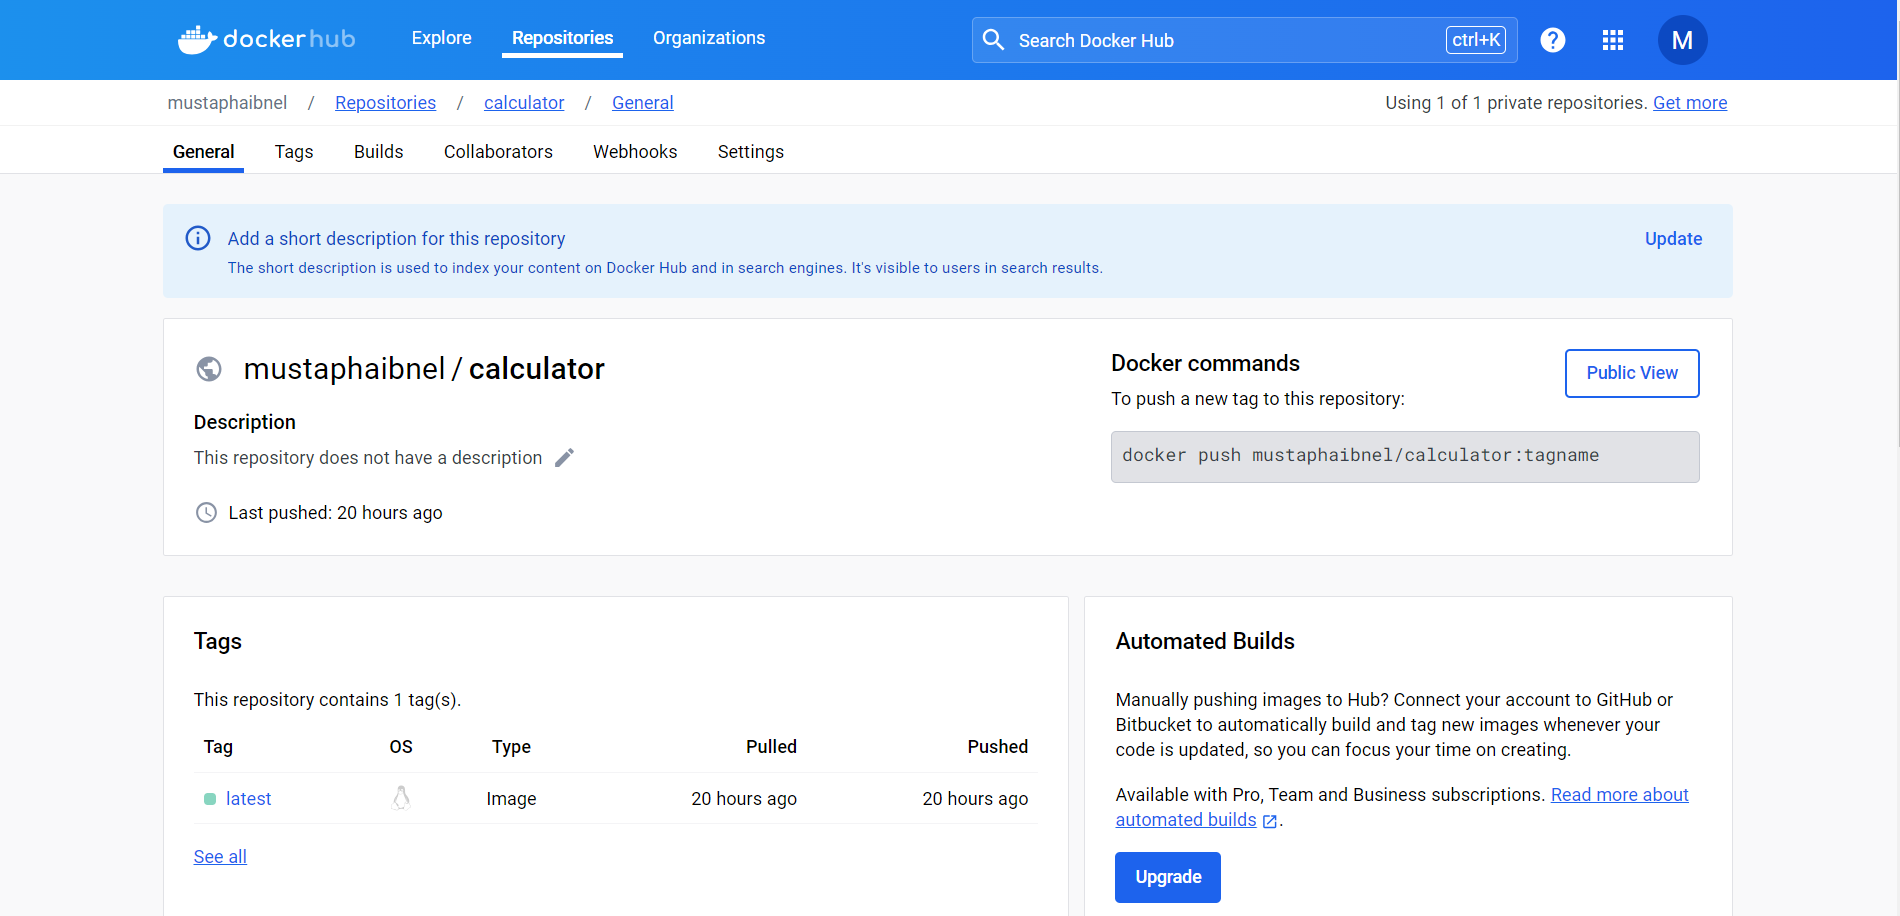 docker hub
Explore
Repositories
Organizations
Search Docker Hub
ctrl+K
?
M
mustaphaibnel / Repositories / calculator / General
Using 1 of 1 private repositories. Get more
General
Tags
Builds
Collaborators
Webhooks
Settings
Add a short description for this repository
Update
The short description is used to index your content on Docker Hub and in search engines. It's visible to users in search results.
mustaphaibnel / calculator
Description
This repository does not have a description
Last pushed: 20 hours ago
Docker commands
Public View
To push a new tag to this repository:
docker push mustaphaibnel/calculator:tagname
Tags
This repository contains 1 tag(s).
Tag OS Type Pulled Pushed
latest Image 20 hours ago 20 hours ago
See all
Automated Builds
Manually pushing images to Hub? Connect your account to GitHub or
Bitbucket to automatically build and tag new images whenever your
code is updated, so you can focus your time on creating.
Available with Pro, Team and Business subscriptions. Read more about
automated builds .
Upgrade